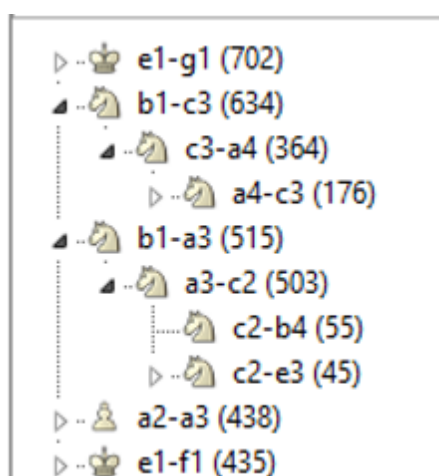 e1-g1 (702)
b1-c3 (634)
c3-a4 (364)
a4-c3 (176)
b1-a3 (515)
a3-c2 (503)
c2-b4 (55)
c2-e3 (45)
a2-a3 (438)
e1-f1 (435)